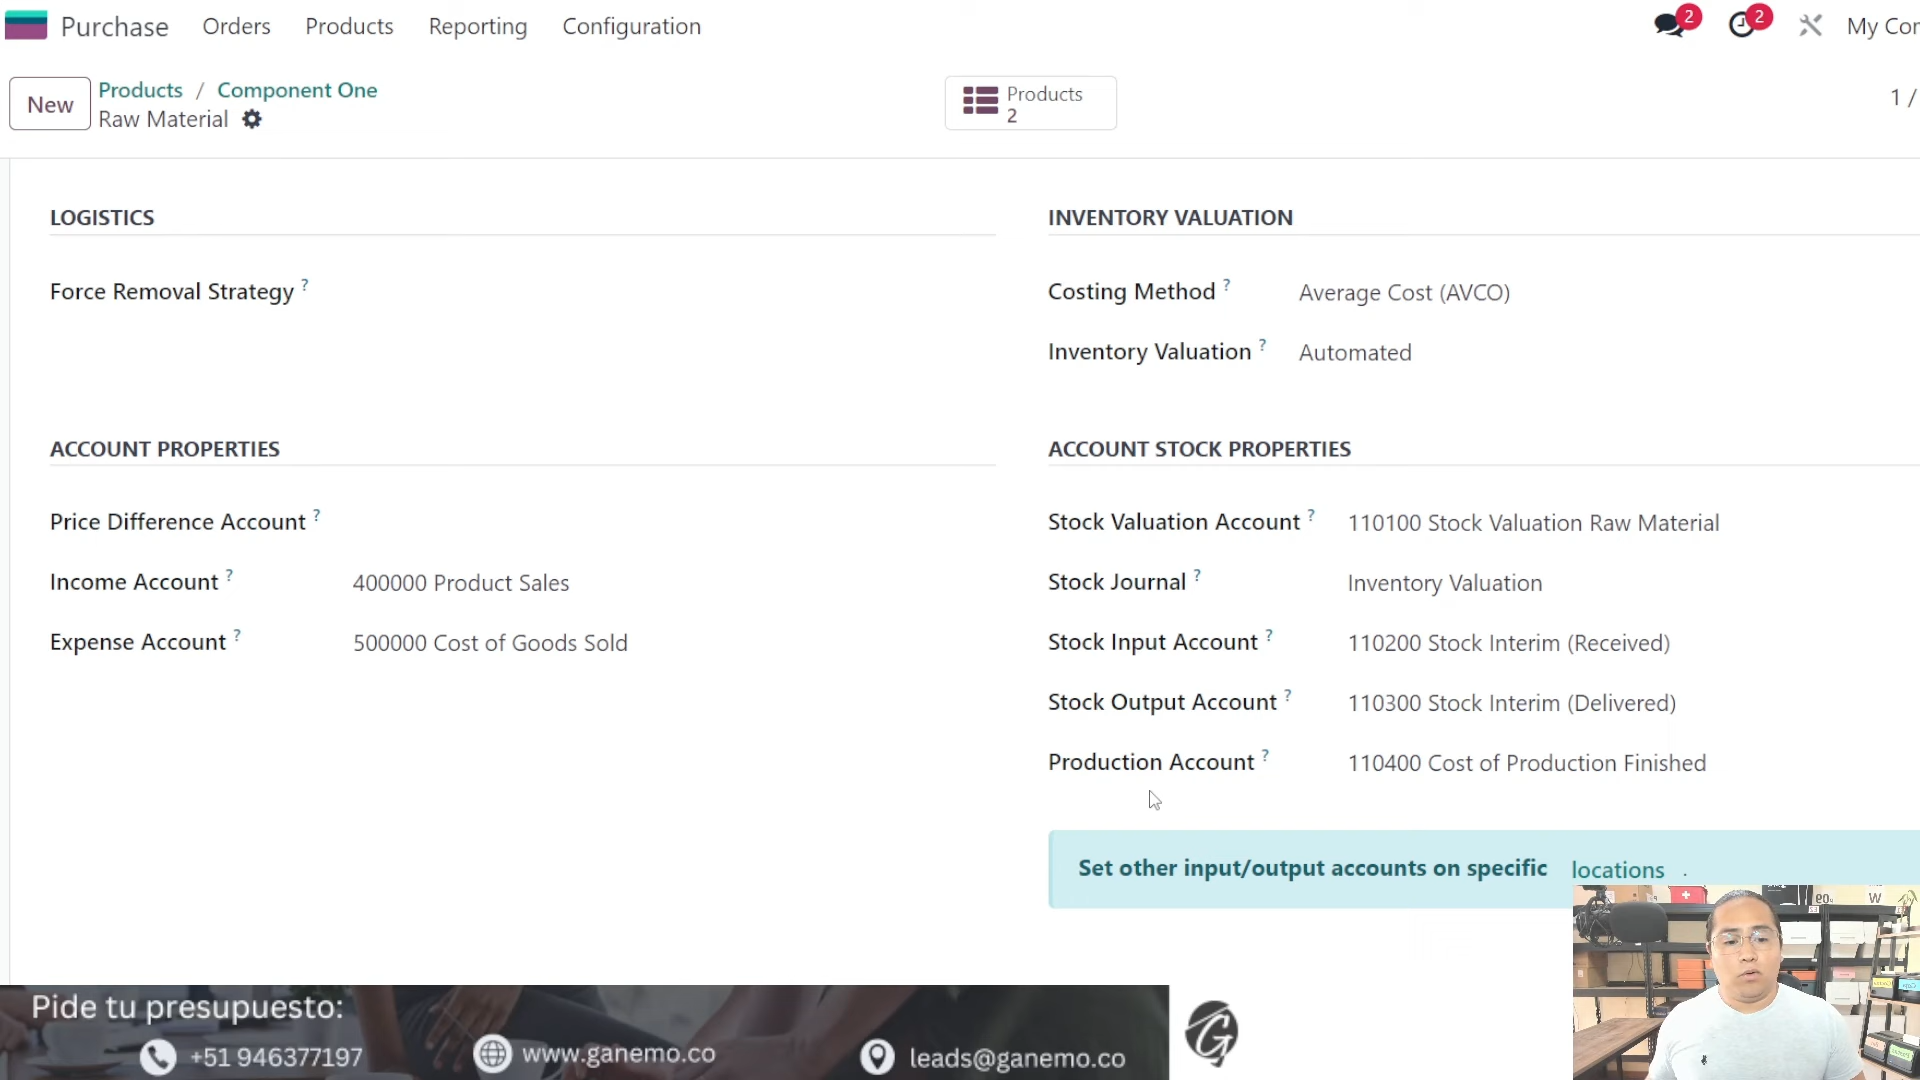 Purchase Orders Products Reporting Configuration 2 2 My Cor
New Products / Component One Products 1 /
Raw Material 2
LOGISTICS INVENTORY VALUATION
Force Removal Strategy ? Costing Method ? Average Cost (AVCO)
Inventory Valuation ? Automated
ACCOUNT PROPERTIES ACCOUNT STOCK PROPERTIES
Price Difference Account ? Stock Valuation Account ? 110100 Stock Valuation Raw Material
Income Account ? 400000 Product Sales Stock Journal ? Inventory Valuation
Expense Account ? 500000 Cost of Goods Sold Stock Input Account ? 110200 Stock Interim (Received)
Stock Output Account ? 110300 Stock Interim (Delivered)
Production Account ? 110400 Cost of Production Finished
Set other input/output accounts on specific locations .
Pide tu presupuesto:
+51 946377197 www.ganemo.co leads@ganemo.co G